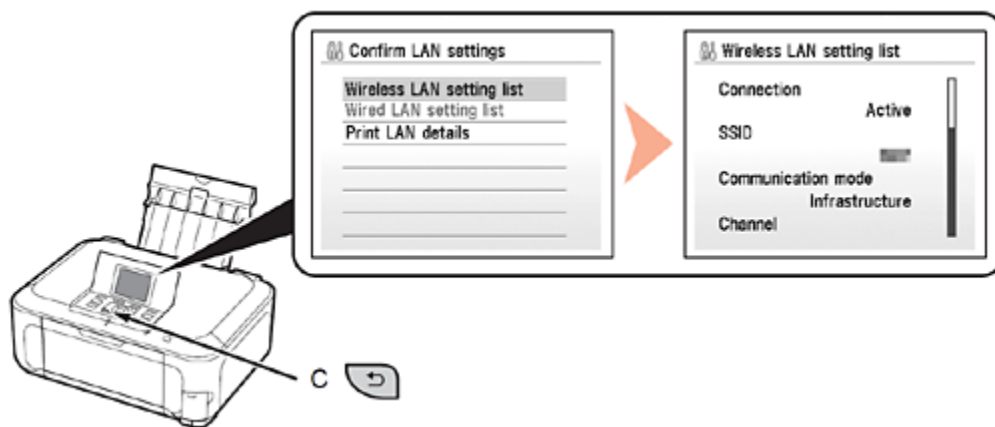 Confirm LAN settings
Wireless LAN setting list
Wired LAN setting list
Print LAN details
Wireless LAN setting list
Connection
Active
SSID
Communication mode
Infrastructure
Channel
C